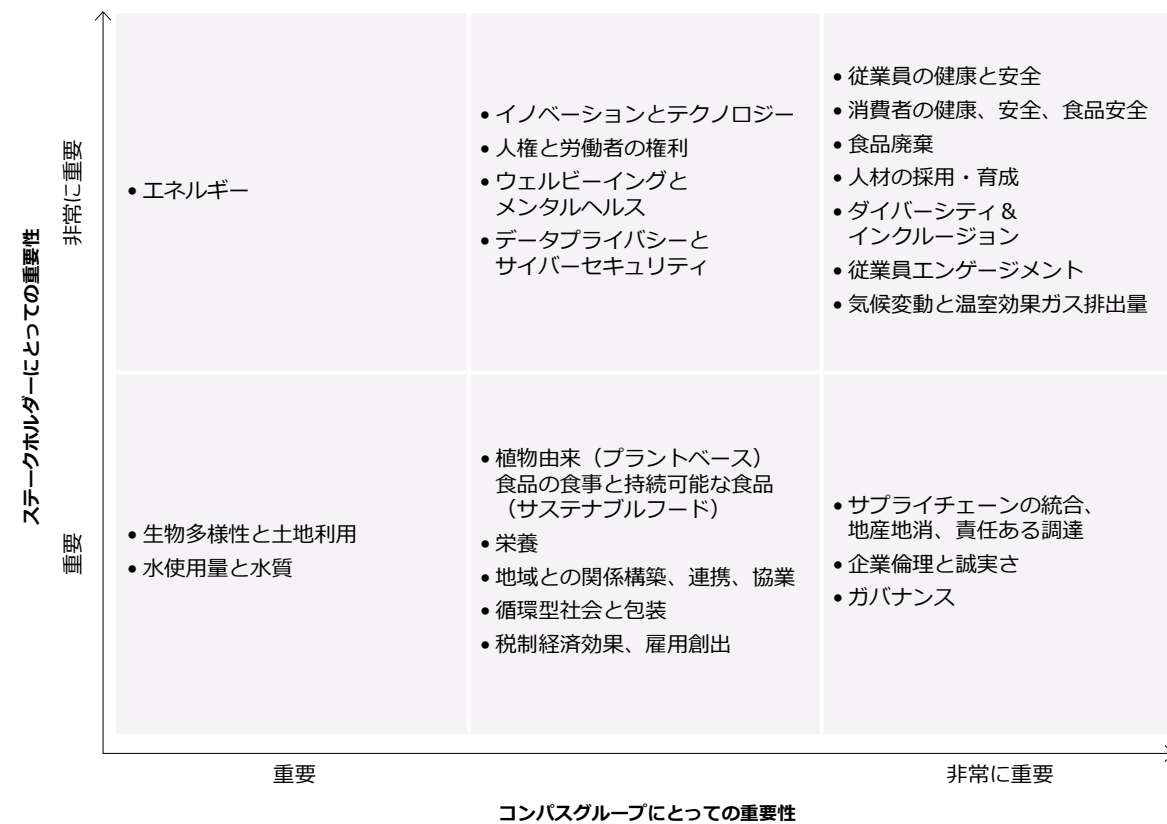 ステークホルダーにとっての重要性
非常に重要
重要
• エネルギー
• イノベーションとテクノロジー
• 人権と労働者の権利
• ウェルビーイングと
メンタルヘルス
• データプライバシーと
サイバーセキュリティ
• 従業員の健康と安全
• 消費者の健康、安全、食品安全
• 食品廃棄
• 人材の採用・育成
• ダイバーシティ＆
インクルージョン
• 従業員エンゲージメント
• 気候変動と温室効果ガス排出量
• 生物多様性と土地利用
• 水使用量と水質
• 植物由来（プラントベース）
食品の食事と持続可能な食品
（サステナブルフード）
• 栄養
• 地域との関係構築、連携、協業
• 循環型社会と包装
• 税制経済効果、雇用創出
• サプライチェーンの統合、
地産地消、責任ある調達
• 企業倫理と誠実さ
• ガバナンス
重要
非常に重要
コンパスグループにとっての重要性